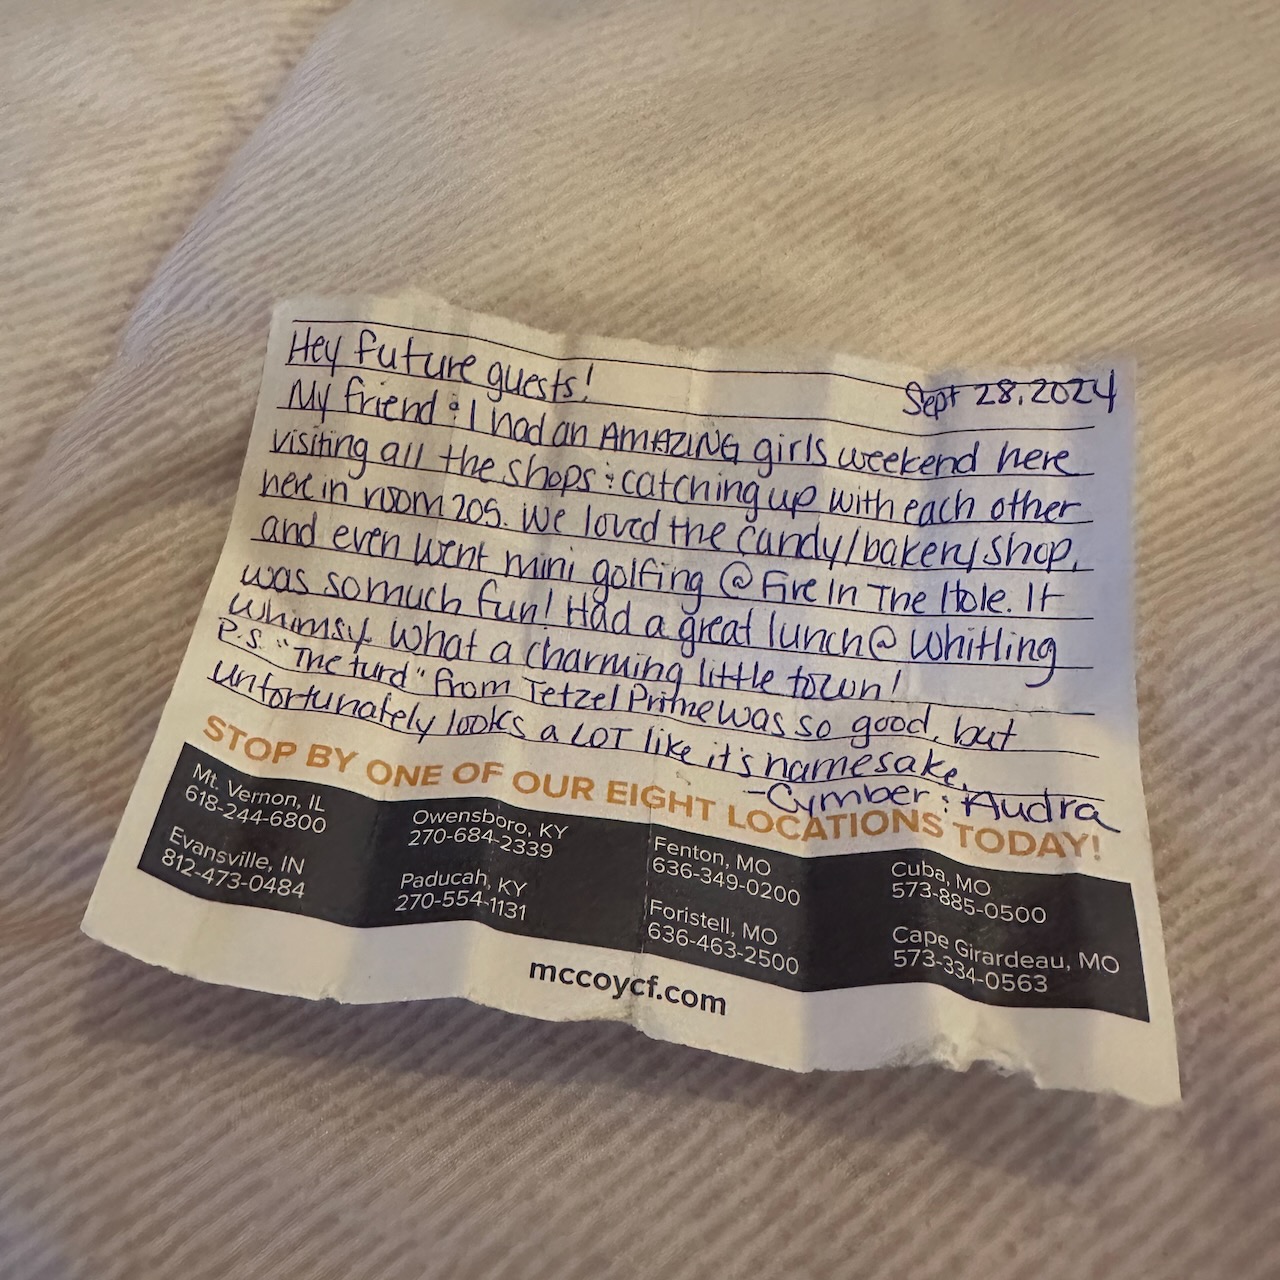 Hey future guests!
Sept 28, 2024
My friend & I had an AMAZING girls weekend here
visiting all the shops & catching up with each other
here in room 205. We loved the candy/bakery shop,
and even went mini golfing @ Fire In The Hole. It
was so much fun! Had a great lunch @ Whitling
Whimsy. What a charming little town!
P.S. "The turd" from Tetzel Prime was so good, but
unfortunately looks a LOT like it's namesake.
-Cymber & Audra
STOP BY ONE OF OUR EIGHT LOCATIONS TODAY!
Mt. Vernon, IL
618-244-6800
Evansville, IN
812-473-0484
Owensboro, KY
270-684-2339
Paducah, KY
270-554-1131
Fenton, MO
636-349-0200
Foristell, MO
636-463-2500
Cuba, MO
573-885-0500
Cape Girardeau, MO
573-334-0563
mccoycf.com